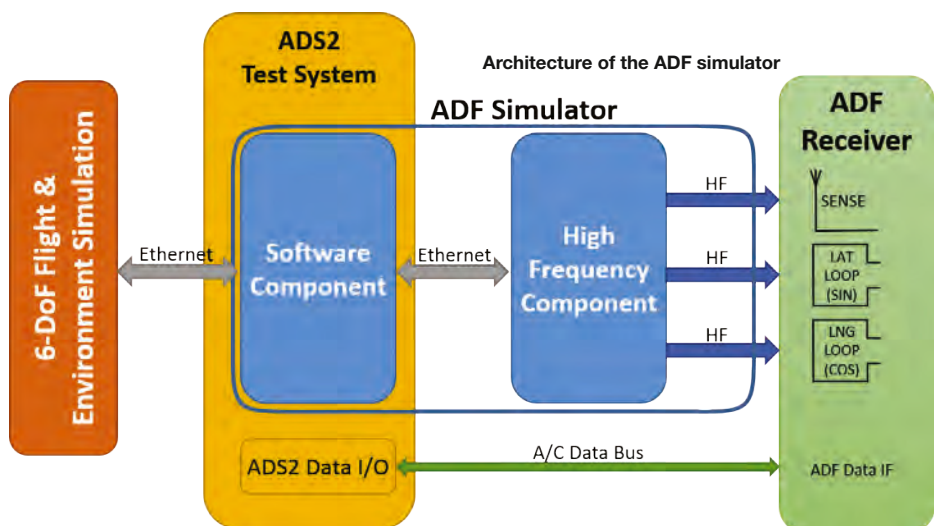 ADS2
Test System
Architecture of the ADF simulator
ADF Simulator
ADF
Receiver
6-DoF Flight &
Environment Simulation
Ethernet
Software
Component
Ethernet
High
Frequency
Component
HF
HF
HF
SENSE
LAT
LOOP
(SIN)
LNG
LOOP
(COS)
ADS2 Data I/O
A/C Data Bus
ADF Data IF